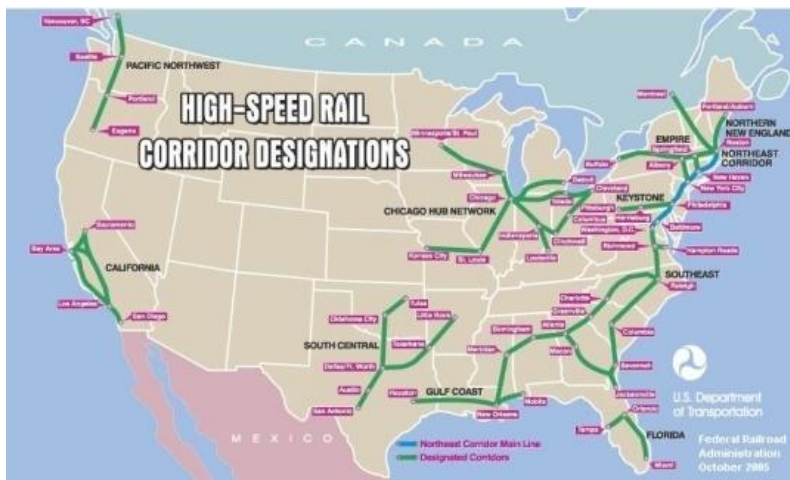 Vancouver, BC
CANADA
Seattle
PACIFIC NORTHWEST
Portland
Eugene
HIGH-SPEED RAIL
CORRIDOR DESIGNATIONS
Minneapolis/St. Paul
Milwaukee
Chicago
CHICAGO HUB NETWORK
Detroit
Toledo
Cleveland
Pittsburgh
Columbus
Indianapolis
Cincinnati
Louisville
Kansas City
St. Louis
Montreal
Portland/Auburn
NORTHERN
NEW ENGLAND
Boston
NORTHEAST
CORRIDOR
EMPIRE
Springfield
Buffalo
Albany
New Haven
New York City
KEYSTONE
Philadelphia
Harrisburg
Washington, D.C.
Baltimore
Richmond
Hampton Roads
SOUTHEAST
Raleigh
Charlotte
Greenville
Columbia
Atlanta
Birmingham
Macon
Meridian
Savannah
Jacksonville
Orlando
Tampa
FLORIDA
Miami
Sacramento
Bay Area
CALIFORNIA
Los Angeles
San Diego
Tulsa
Oklahoma City
Little Rock
SOUTH CENTRAL
Texarkana
Dallas/Ft. Worth
Austin
San Antonio
Houston
GULF COAST
New Orleans
Mobile
MEXICO
Northeast Corridor Main Line
Designated Corridors
U.S. Department
of Transportation
Federal Railroad
Administration
October 2005